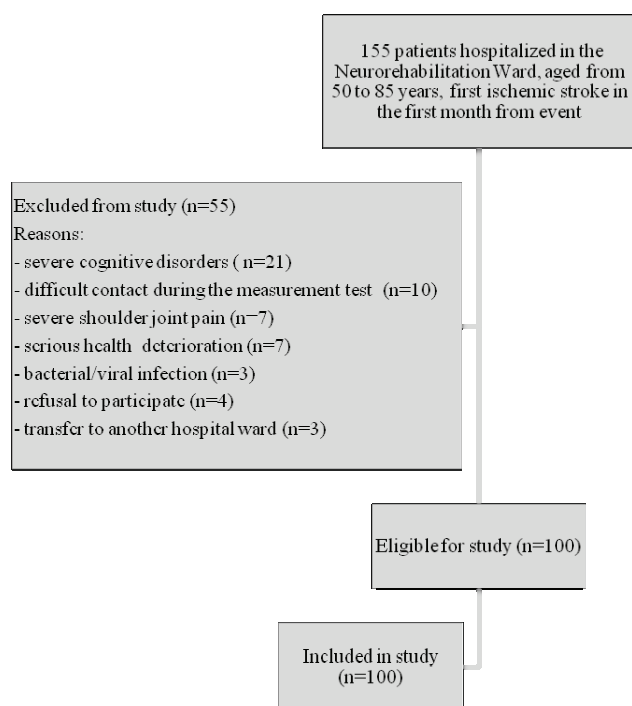 155 patients hospitalized in the
Neurorehabilitation Ward, aged from
50 to 85 years, first ischemic stroke in
the first month from event
Excluded from study (n=55)
Reasons:
- severe cognitive disorders ( n=21)
- difficult contact during the measurement test (n=10)
- severe shoulder joint pain (n=7)
- serious health deterioration (n=7)
- bacterial/viral infection (n=3)
- refusal to participate (n=4)
- transfer to another hospital ward (n=3)
Eligible for study (n=100)
Included in study
(n=100)